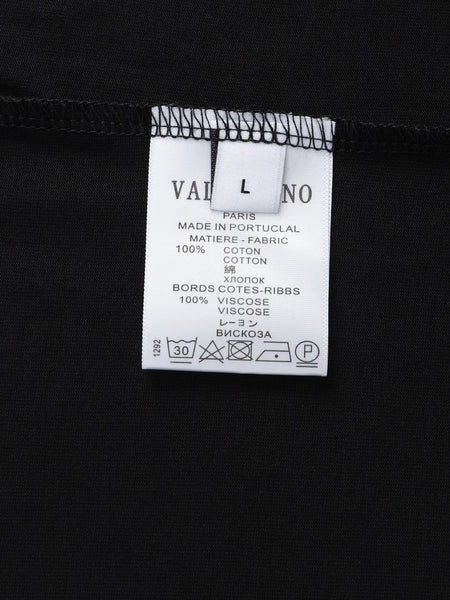 L
VAL NO
PARIS
MADE IN PORTUCLAL
MATIERE - FABRIC
100% COTON
COTTON
綿
ХЛОПОК
BORDS COTES-RIBBS
100% VISCOSE
VISCOSE
レーヨン
ВИСКОЗА
1292
30
P